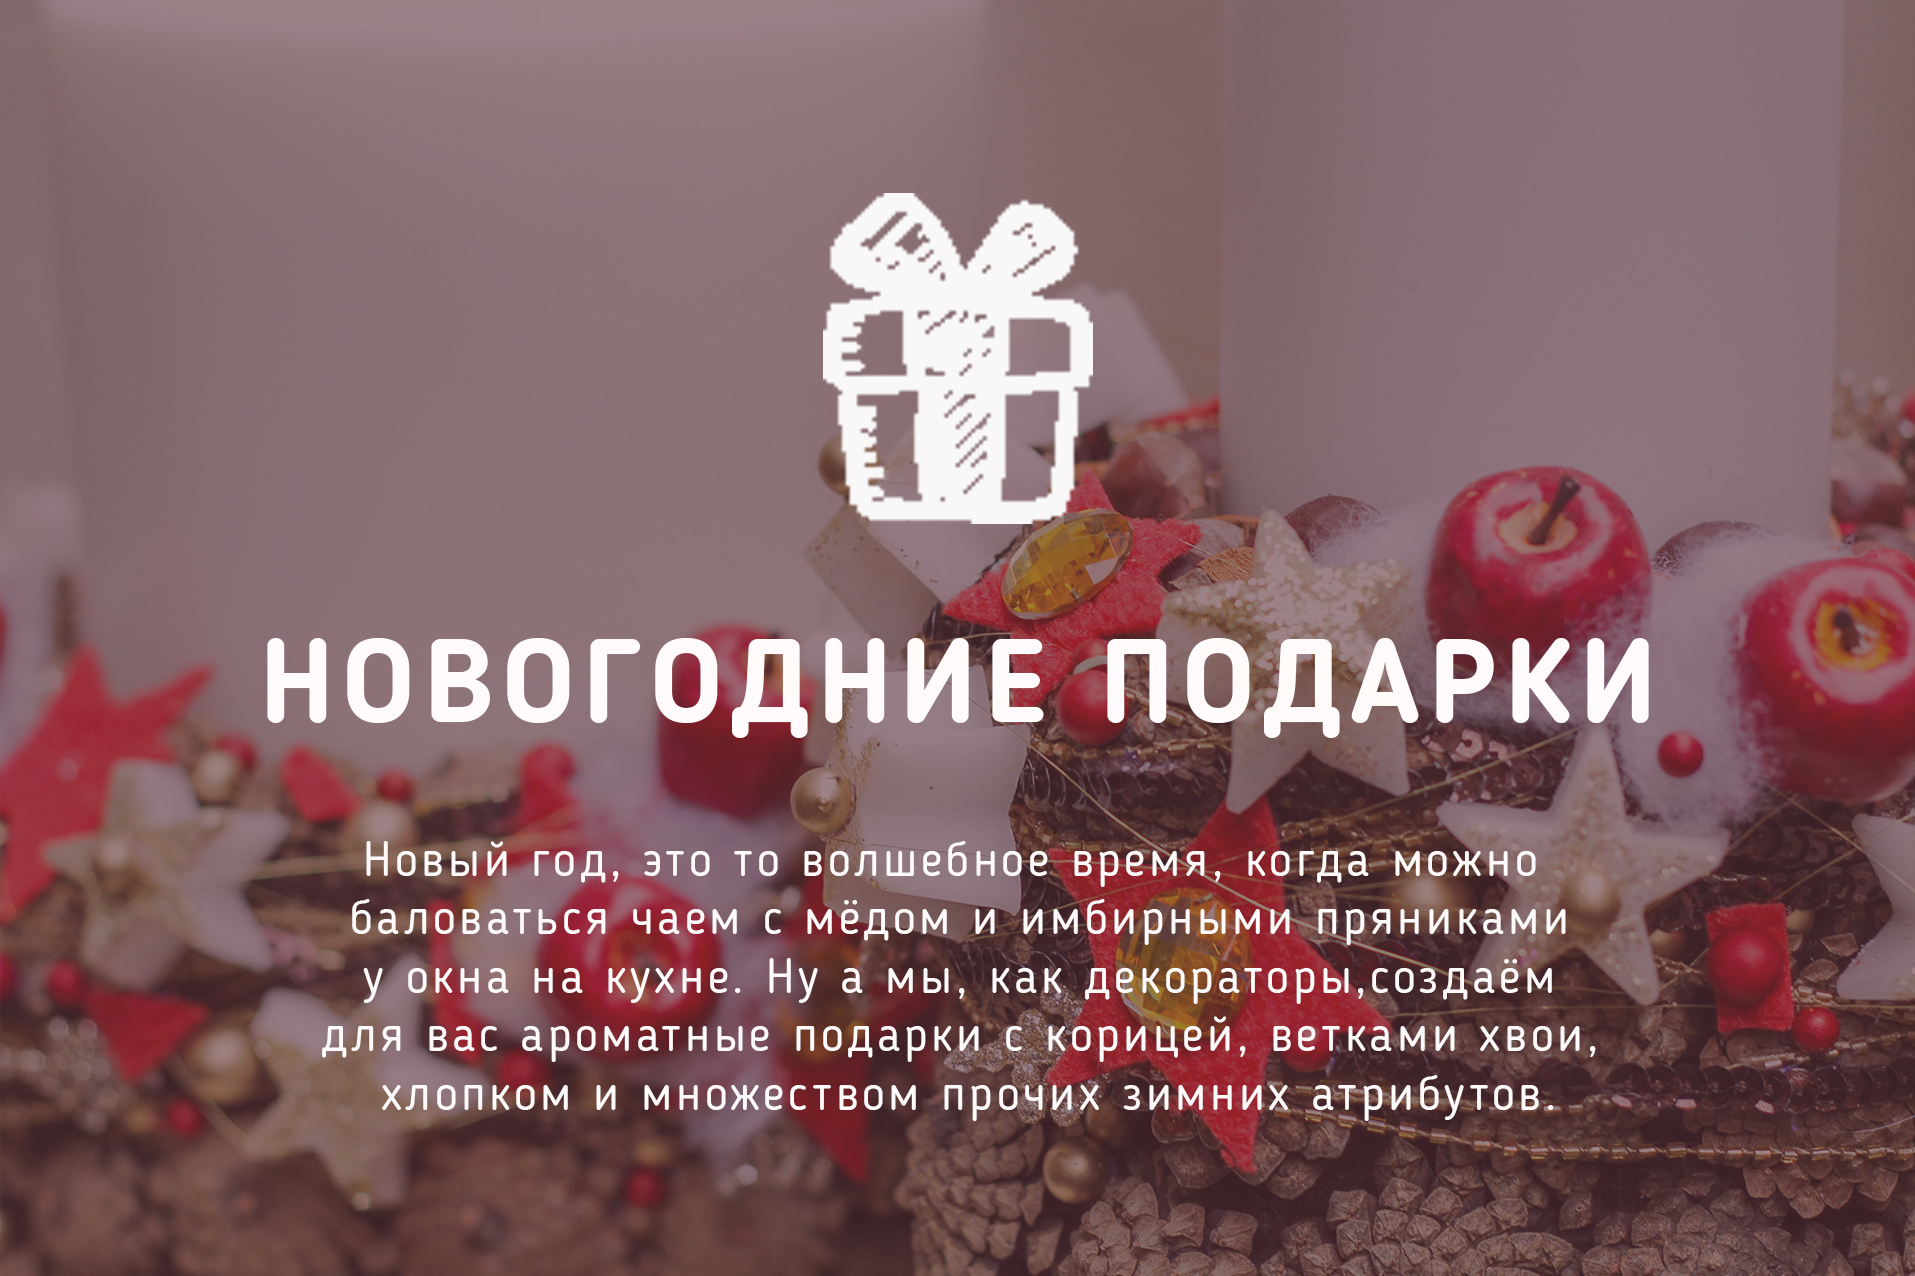 НОВОГОДНИЕ ПОДАРКИ
Новый год, это то волшебное время, когда можно
баловаться чаем с мёдом и имбирными пряниками
у окна на кухне. Ну а мы, как декораторы,создаём
для вас ароматные подарки с корицей, ветками хвои,
хлопком и множеством прочих зимних атрибутов.